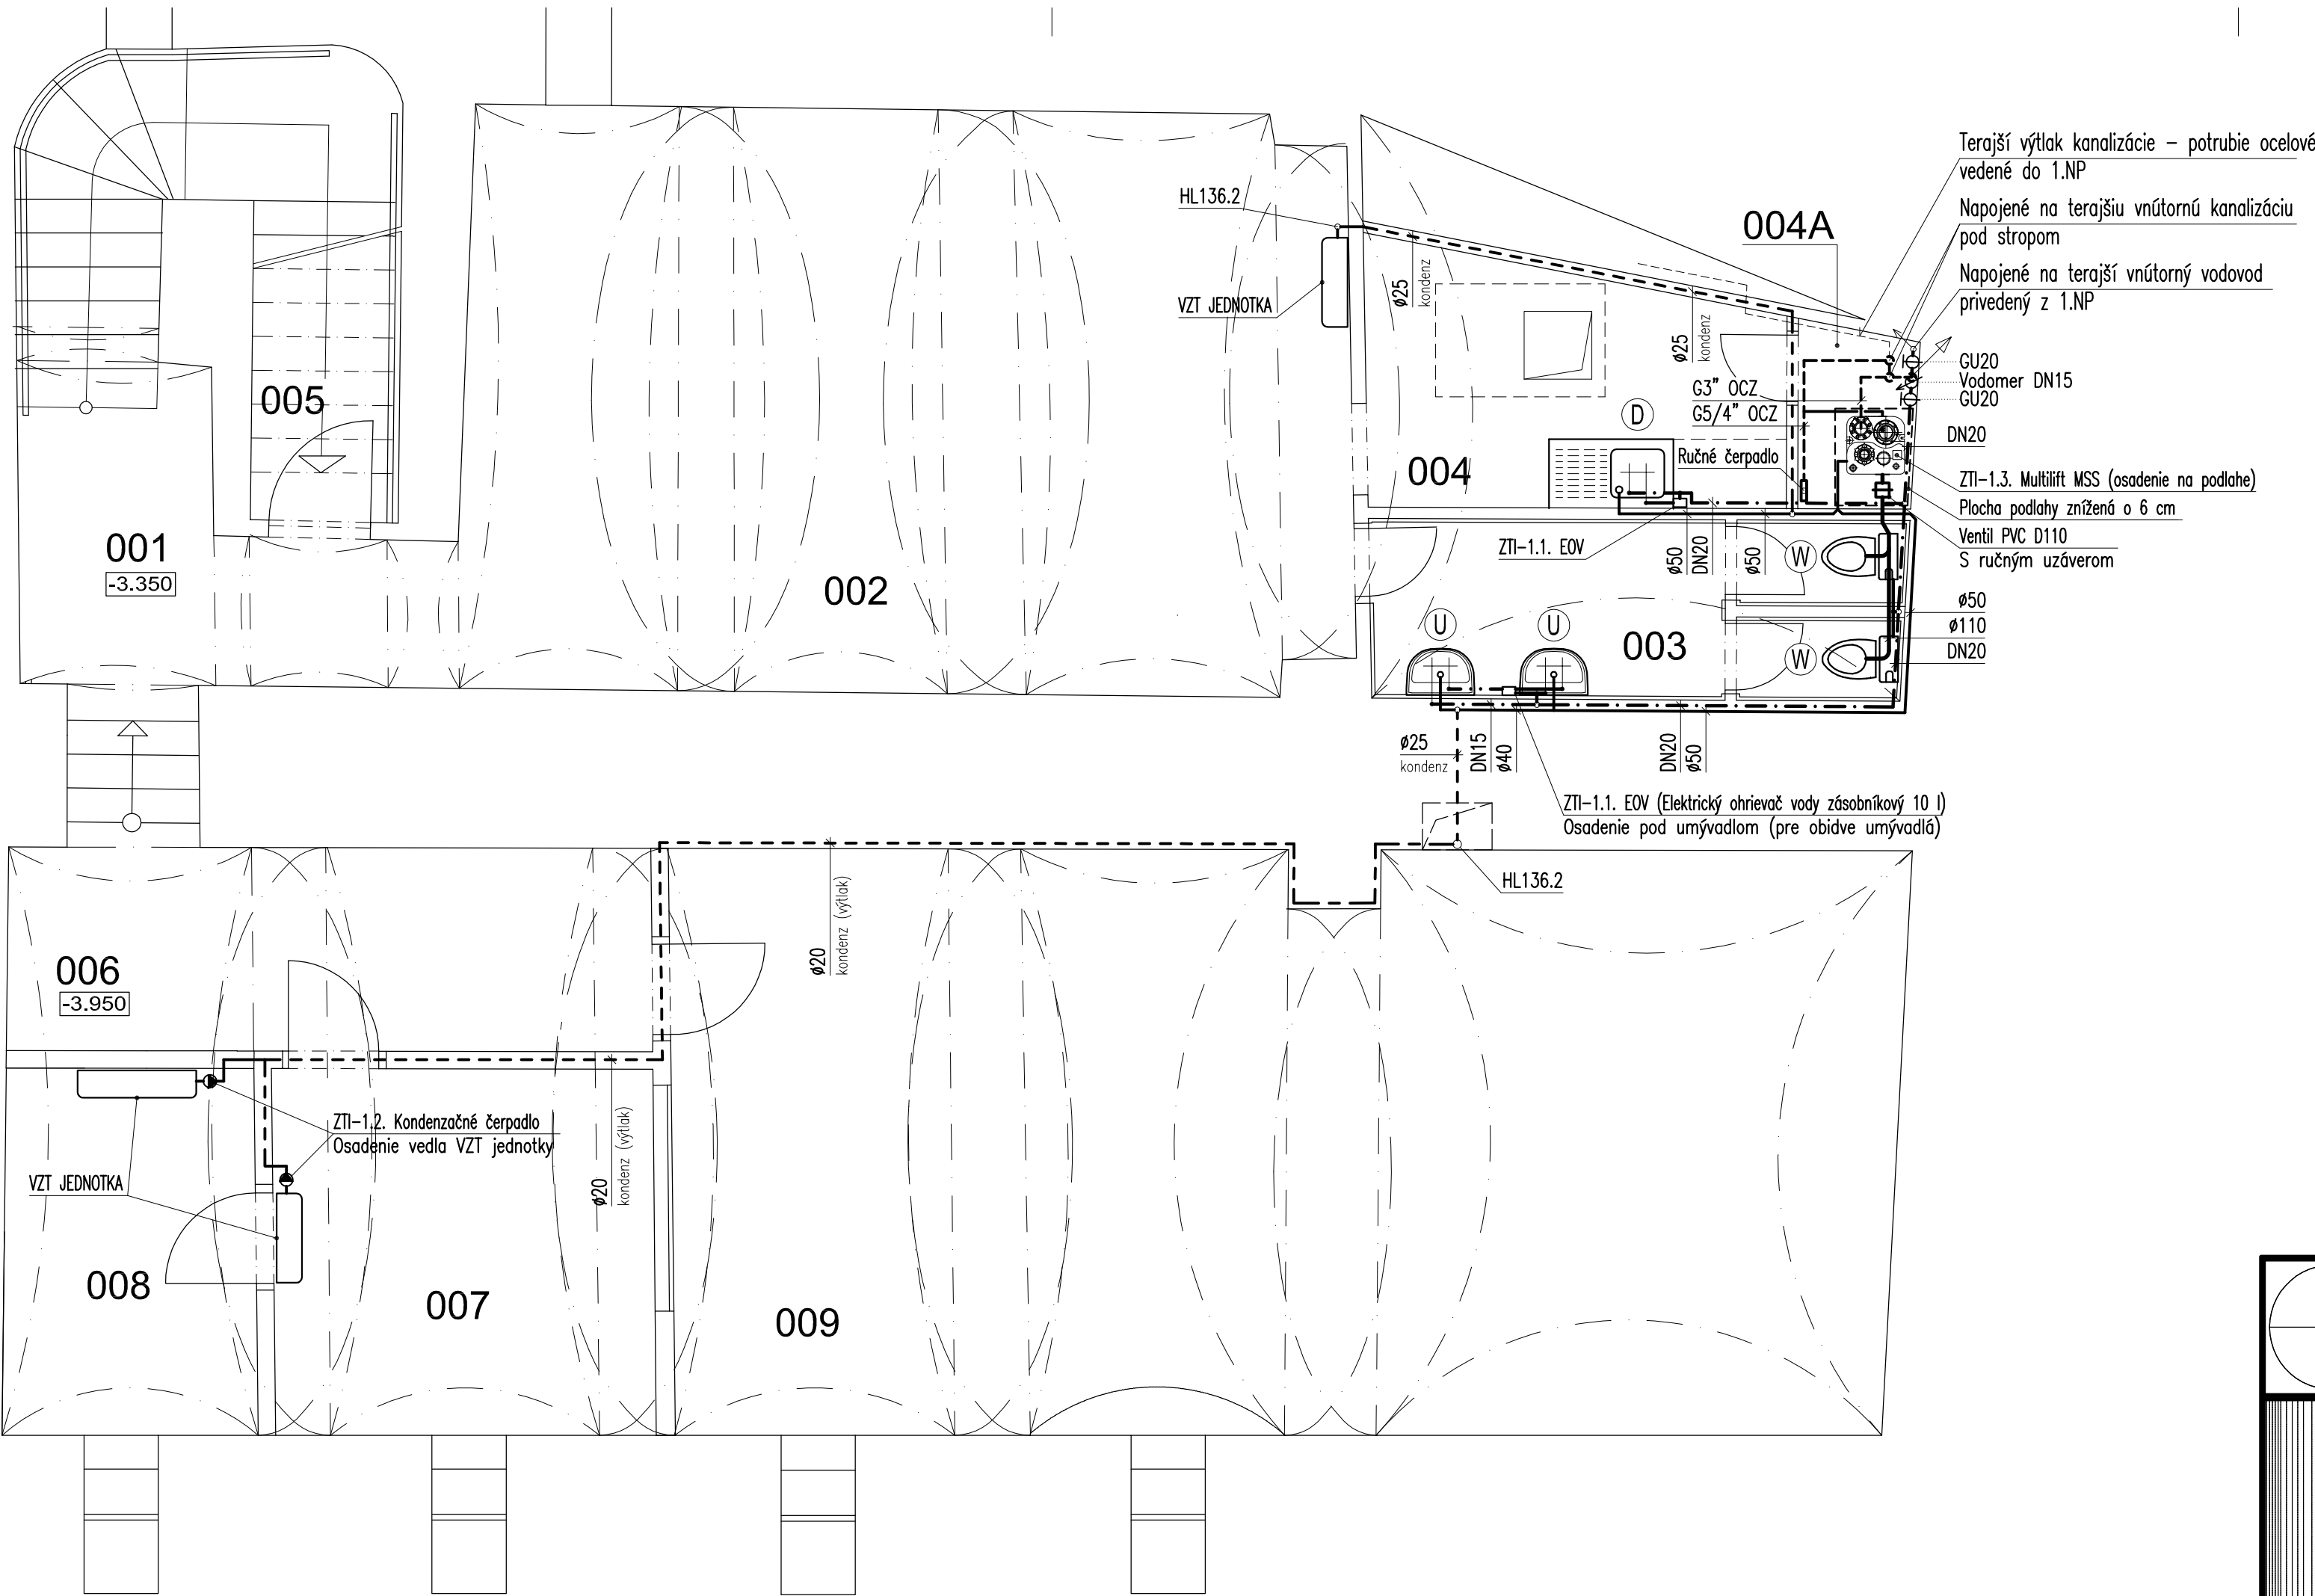 Terajší výtlak kanalizácie – potrubie ocelové
vedené do 1.NP
HL136.2
004A
Napojené na terajšiu vnútornú kanalizáciu
pod stropom
Napojené na terajší vnútorný vodovod
privedený z 1.NP
VZT JEDNOTKA
ø25
kondenz
ø25
kondenz
GU20
Vodomer DN15
GU20
G3" OCZ
G5/4" OCZ
005
D
DN20
004
Ručné čerpadlo
ZTI-1.3. Multilift MSS (osadenie na podlahe)
Plocha podlahy znížená o 6 cm
Ventil PVC D110
S ručným uzáverom
001
-3.350
ZTI-1.1. EOV
ø50
DN20
ø50
W
002
ø50
ø110
DN20
U
U
003
W
ø25
kondenz
DN15
ø40
DN20
ø50
ZTI-1.1. EOV (Elektrický ohrievač vody zásobníkový 10 l)
Osadenie pod umývadlom (pre obidve umývadlá)
HL136.2
ø20
kondenz (výtlak)
006
-3.950
ZTI-1.2. Kondenzačné čerpadlo
Osadenie vedla VZT jednotky
ø20
kondenz (výtlak)
VZT JEDNOTKA
008
007
009